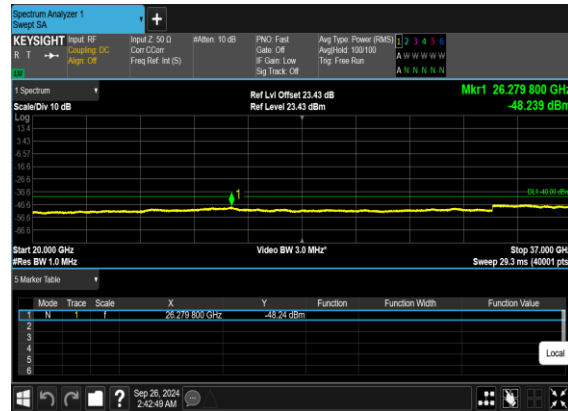 Spectrum Analyzer 1
Swept SA
KEYSIGHT Input: RF Input Z: 50 Ω #Atten: 10 dB PNO: Fast Avg Type: Power (RMS) 1 2 3 4 5 6
R T Coupling: DC Corr CCorr Gate: Off Avg|Hold: 100/100 A W W W W W
Align: Off Freq Ref: Int (S) IF Gain: Low Trig: Free Run
Sig Track: Off A N N N N N
1 Spectrum Ref Lvl Offset 23.43 dB Mkr1 26.279 800 GHz
Scale/Div 10 dB Ref Level 23.43 dBm -48.239 dBm
Log
13.4
3.43
-6.57
-16.6
-26.6
-36.6
1
DL1 -40.00 dBm
-46.6
-56.6
-66.6
Start 20.000 GHz Video BW 3.0 MHz* Stop 37.000 GHz
#Res BW 1.0 MHz Sweep 29.3 ms (40001 pts
5 Marker Table
Mode Trace Scale X Y Function Function Width Function Value
1 N 1 f 26.279 800 GHz -48.24 dBm
2
3
4
5
6
Local
? Sep 26, 2024
2:42:49 AM